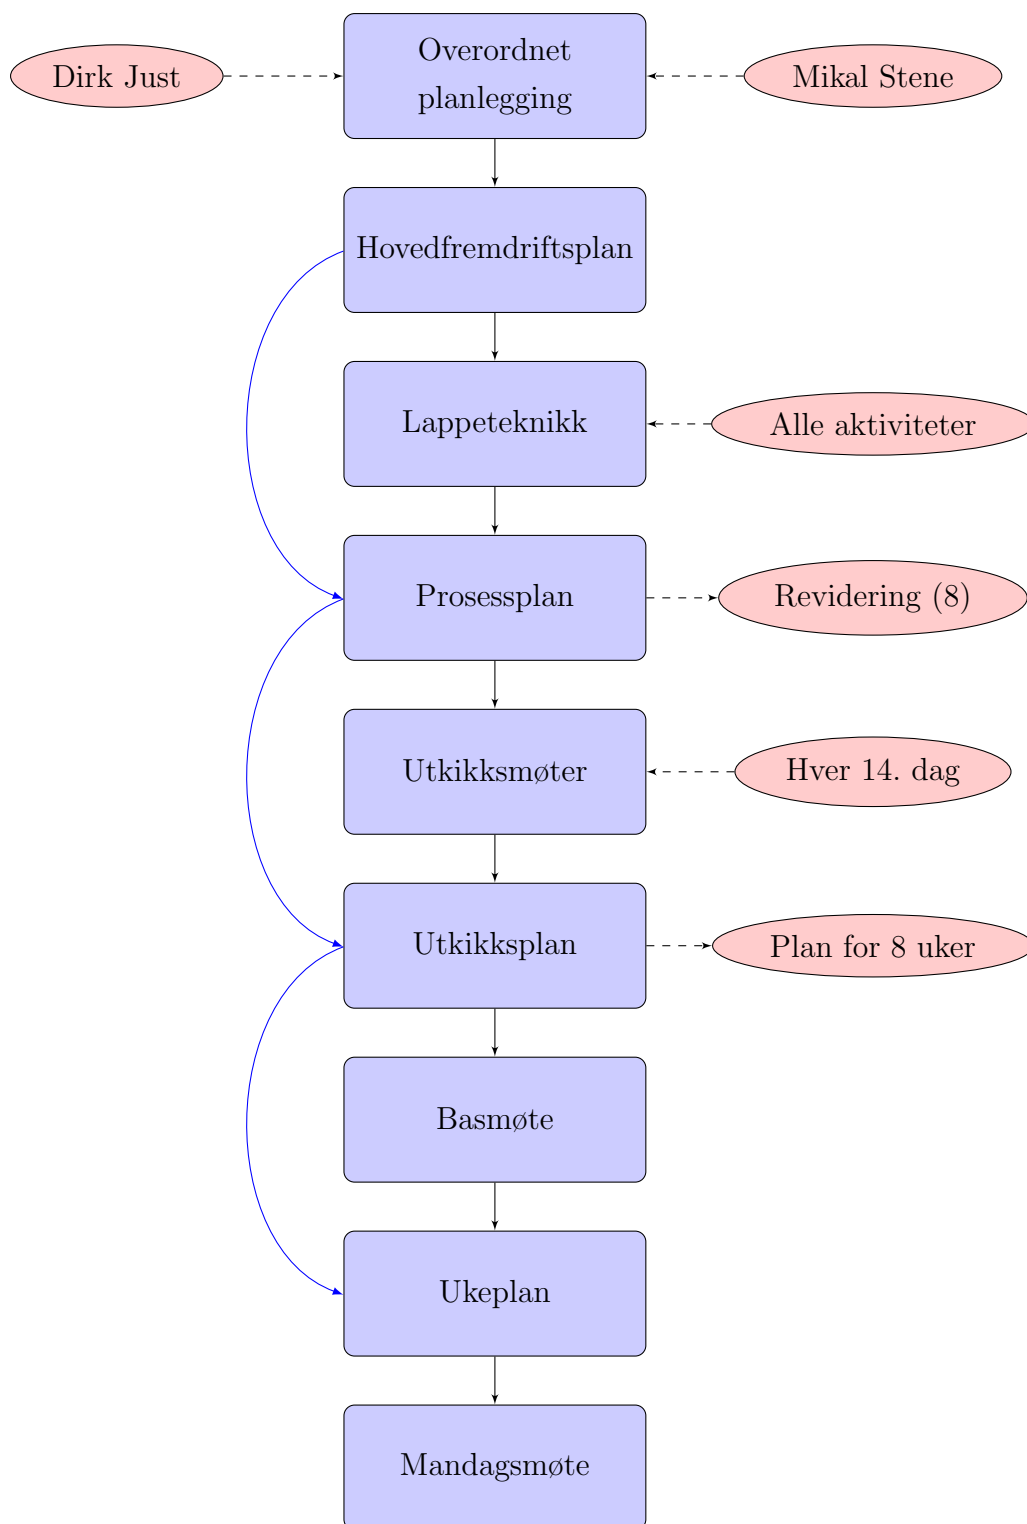 Dirk Just
Overordnet
planlegging
Mikal Stene
Hovedfremdriftsplan
Lappeteknikk
Alle aktiviteter
Prosessplan
Revidering (8)
Utkikksmøter
Hver 14. dag
Utkikksplan
Plan for 8 uker
Basmøte
Ukeplan
Mandagsmøte